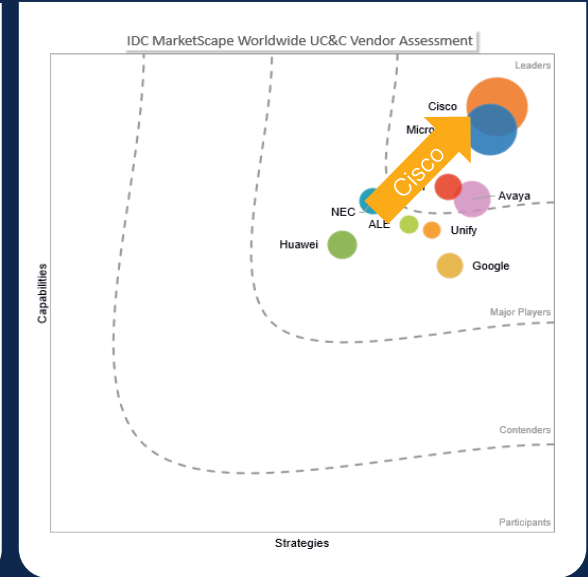 IDC MarketScape Worldwide UC&C Vendor Assessment
Leaders
Cisco
Cisco
Avaya
NEC
ALE
Unify
Huawei
Google
Capabilities
Major Players
Contenders
Participants
Strategies